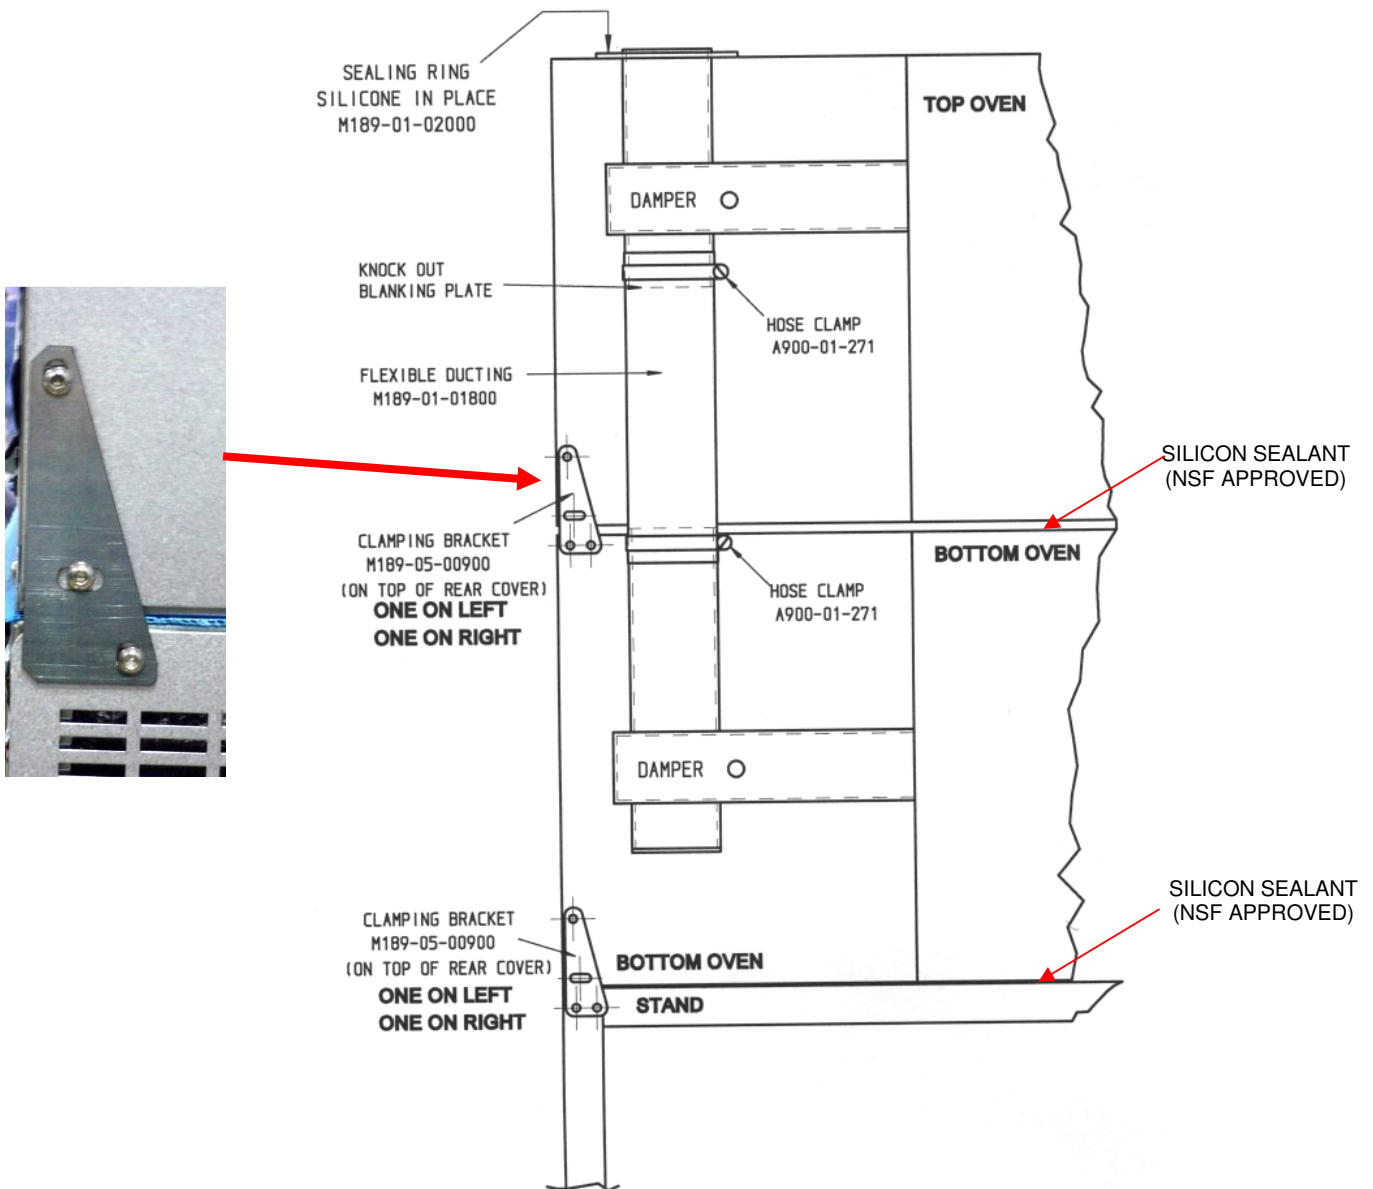 SEALING RING
SILICONE IN PLACE
M189-01-02000
TOP OVEN
DAMPER
KNOCK OUT
BLANKING PLATE
HOSE CLAMP
A900-01-271
FLEXIBLE DUCTING
M189-01-01800
SILICON SEALANT
(NSF APPROVED)
CLAMPING BRACKET
M189-05-00900
(ON TOP OF REAR COVER)
ONE ON LEFT
ONE ON RIGHT
BOTTOM OVEN
HOSE CLAMP
A900-01-271
DAMPER
SILICON SEALANT
(NSF APPROVED)
CLAMPING BRACKET
M189-05-00900
(ON TOP OF REAR COVER)
ONE ON LEFT
ONE ON RIGHT
BOTTOM OVEN
STAND